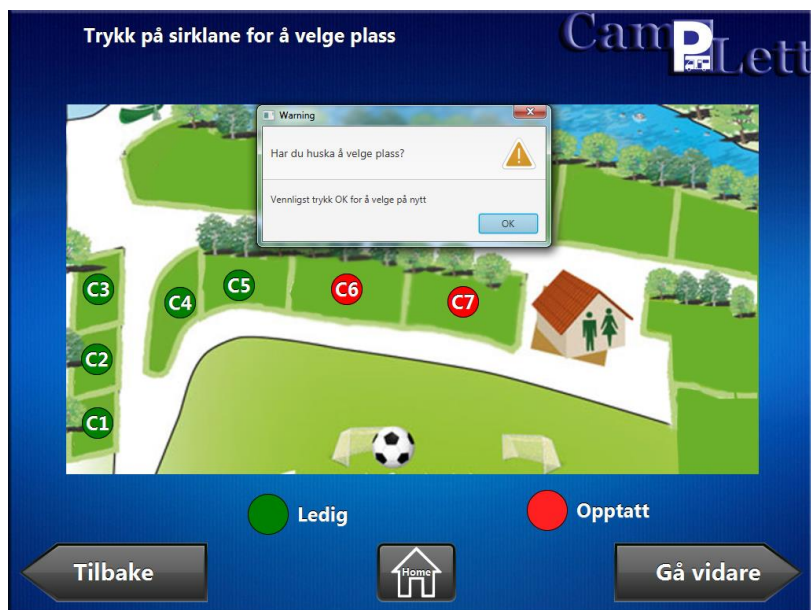 Trykk på sirklane for å velge plass
CamPLett
Warning
Har du huska å velge plass?
Vennligst trykk OK for å velge på nytt
OK
C3
C4
C5
C6
C7
C2
C1
Ledig
Opptatt
Tilbake
Home
Gå vidare